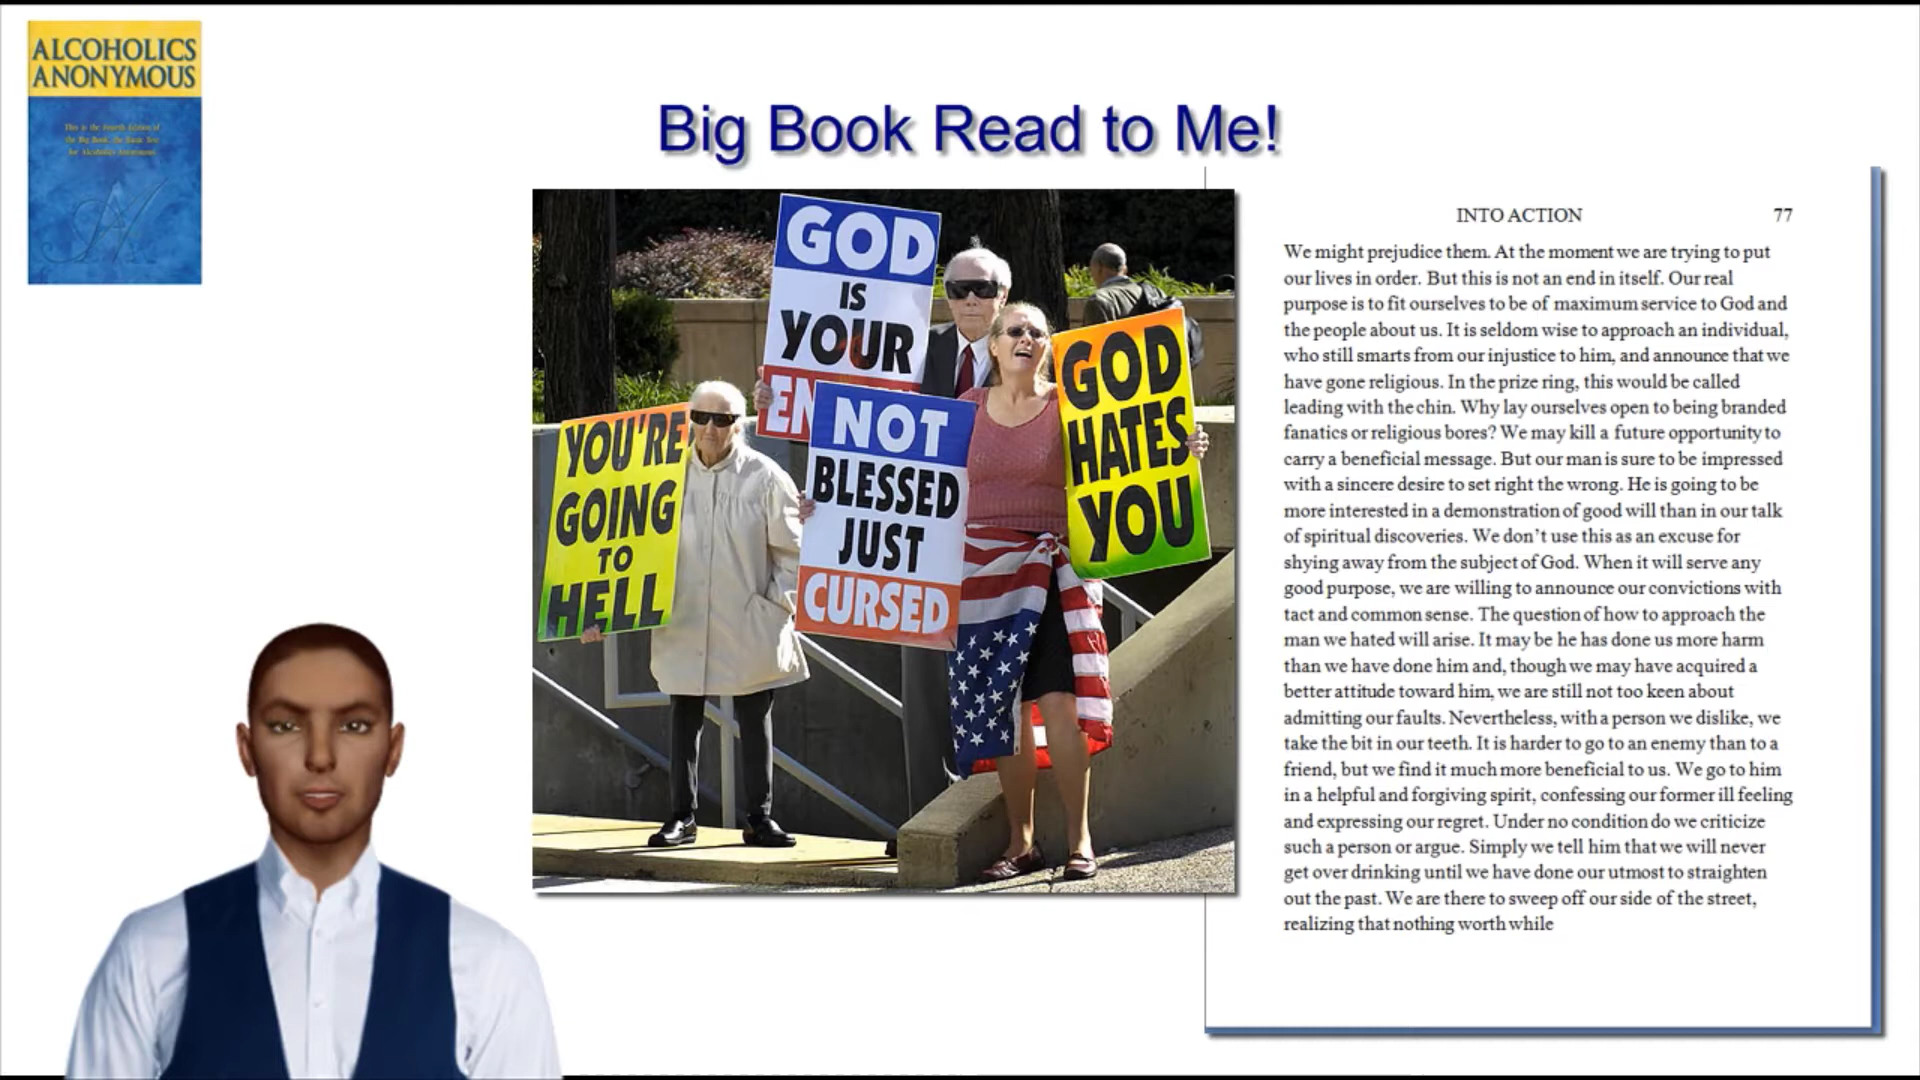 ALCOHOLICS
ANONYMOUS
This is the Fourth Edition of
the Big Book, the Basic Text
for Alcoholics Anonymous
Big Book Read to Me!
GOD
IS
YOUR
YOU'RE
GOING
TO
HELL
NOT
BLESSED
JUST
CURSED
GOD
HATES
YOU
INTO ACTION 77
We might prejudice them. At the moment we are trying to put
our lives in order. But this is not an end in itself. Our real
purpose is to fit ourselves to be of maximum service to God and
the people about us. It is seldom wise to approach an individual,
who still smarts from our injustice to him, and announce that we
have gone religious. In the prize ring, this would be called
leading with the chin. Why lay ourselves open to being branded
fanatics or religious bores? We may kill a future opportunity to
carry a beneficial message. But our man is sure to be impressed
with a sincere desire to set right the wrong. He is going to be
more interested in a demonstration of good will than in our talk
of spiritual discoveries. We don't use this as an excuse for
shying away from the subject of God. When it will serve any
good purpose, we are willing to announce our convictions with
tact and common sense. The question of how to approach the
man we hated will arise. It may be he has done us more harm
than we have done him and, though we may have acquired a
better attitude toward him, we are still not too keen about
admitting our faults. Nevertheless, with a person we dislike, we
take the bit in our teeth. It is harder to go to an enemy than to a
friend, but we find it much more beneficial to us. We go to him
in a helpful and forgiving spirit, confessing our former ill feeling
and expressing our regret. Under no condition do we criticize
such a person or argue. Simply we tell him that we will never
get over drinking until we have done our utmost to straighten
out the past. We are there to sweep off our side of the street,
realizing that nothing worth while